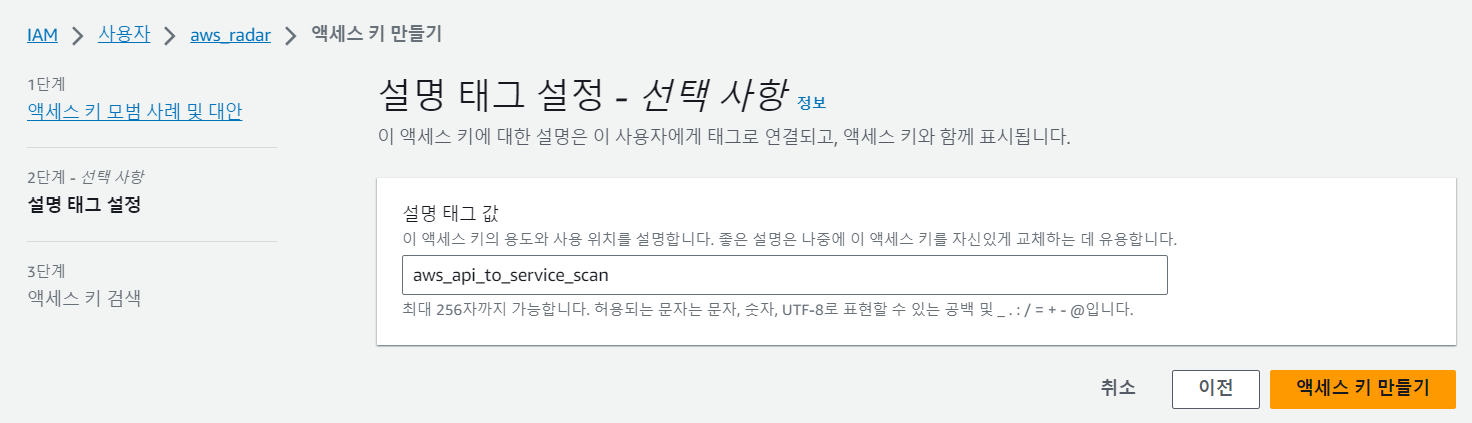 IAM > 사용자 > aws_radar > 액세스 키 만들기
1단계
액세스 키 모범 사례 및 대안
2단계 - 선택 사항
설명 태그 설정
3단계
액세스 키 검색
설명 태그 설정 - 선택 사항 정보
이 액세스 키에 대한 설명은 이 사용자에게 태그로 연결되고, 액세스 키와 함께 표시됩니다.
설명 태그 값
이 액세스 키의 용도와 사용 위치를 설명합니다. 좋은 설명은 나중에 이 액세스 키를 자신있게 교체하는 데 유용합니다.
aws_api_to_service_scan
최대 256자까지 가능합니다. 허용되는 문자는 문자, 숫자, UTF-8로 표현할 수 있는 공백 및 _ . : / = + - @입니다.
취소 이전 액세스 키 만들기